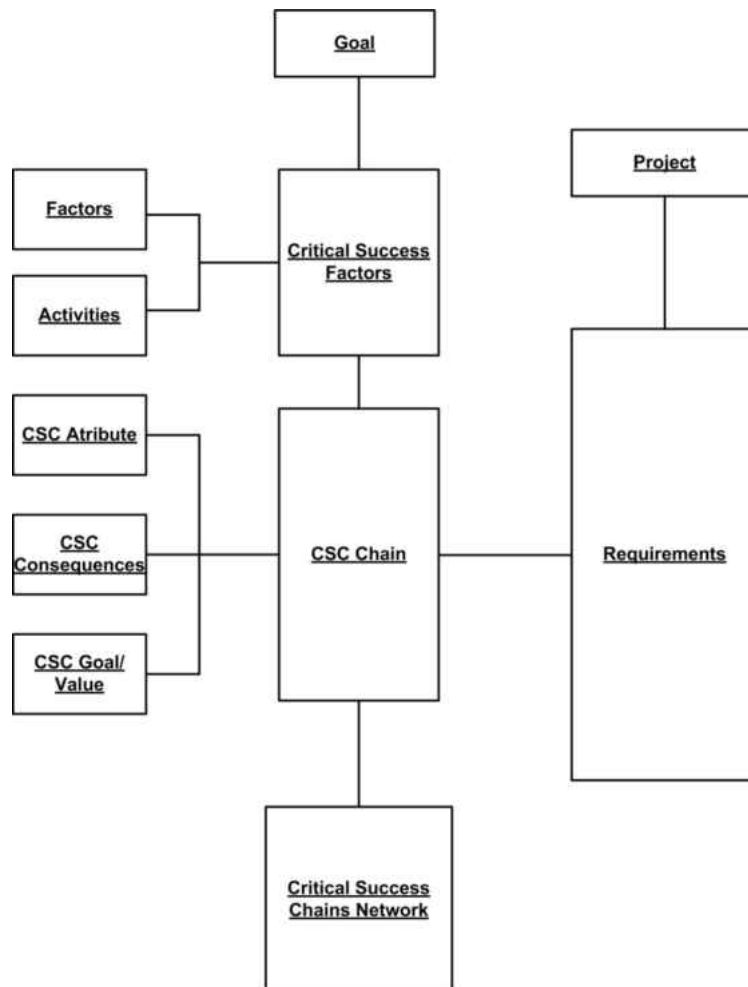 Goal
Project
Factors
Critical Success
Factors
Activities
CSC Atribute
CSC
Consequences
CSC Chain
Requirements
CSC Goal/
Value
Critical Success
Chains Network